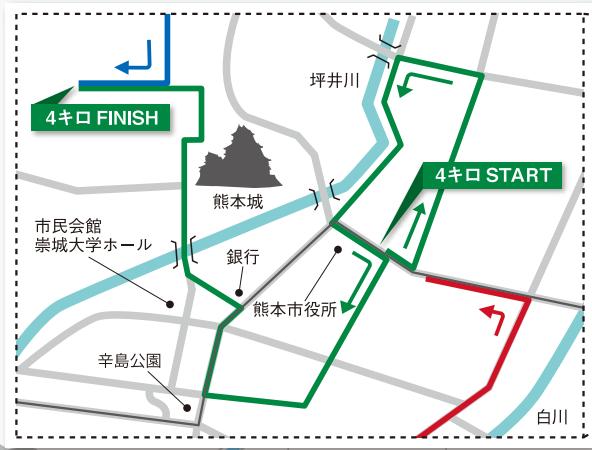 坪井川
4キロ FINISH
4キロ START
熊本城
市民会館
崇城大学ホール
銀行
熊本市役所
辛島公園
白川